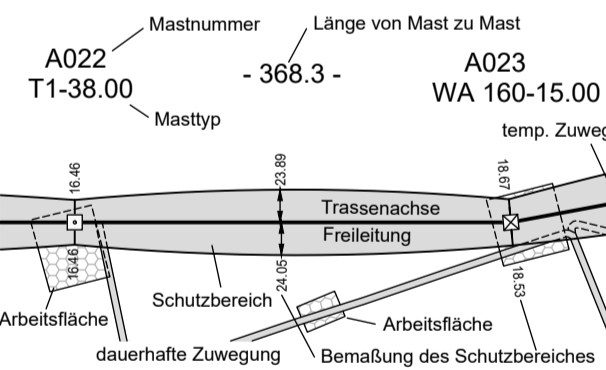 Mastnummer
Länge von Mast zu Mast
A022
T1-38.00
- 368.3 -
A023
WA 160-15.00
Masttyp
temp. Zuweg
16.46
23.89
18.67
Trassenachse
Freileitung
16.46
24.05
18.53
Schutzbereich
Arbeitsfläche
Arbeitsfläche
dauerhafte Zuwegung
Bemaßung des Schutzbereiches